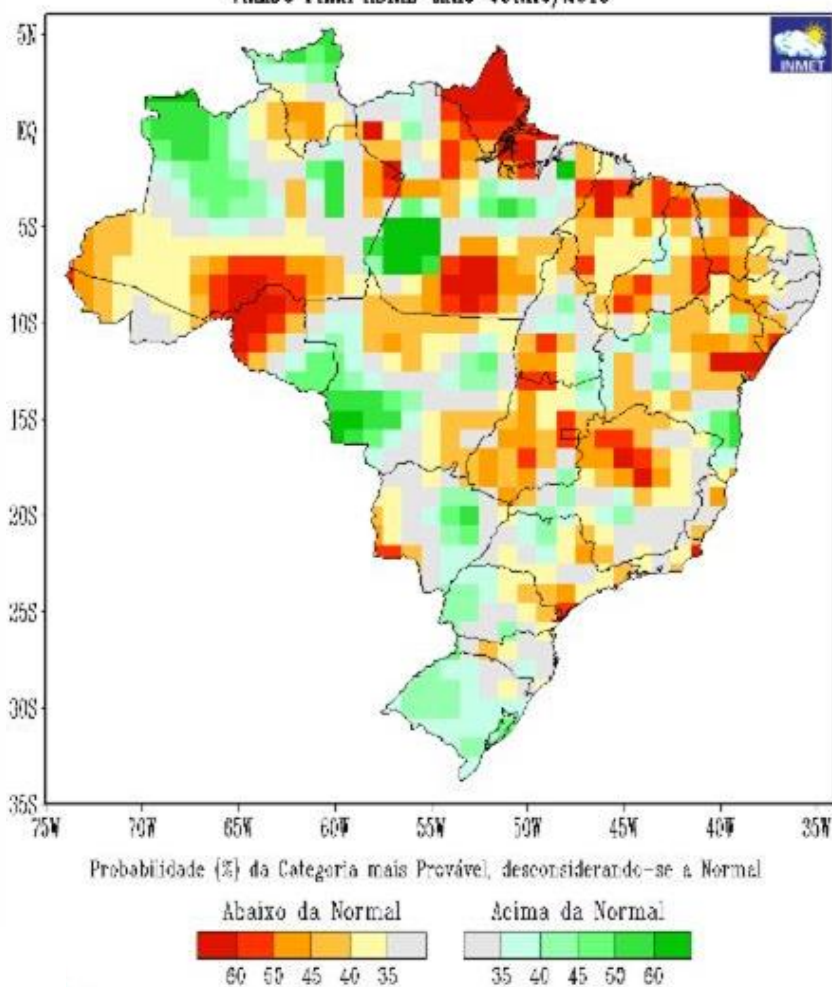 INMET
5N
EQ
5S
10S
15S
20S
25S
30S
35S
75W 70W 65W 60W 55W 50W 45W 40W 35W
Probabilidade (%) da Categoria mais Provável, desconsiderando-se a Normal
Abaixo da Normal Acima da Normal
60 50 45 40 35 35 40 45 50 60